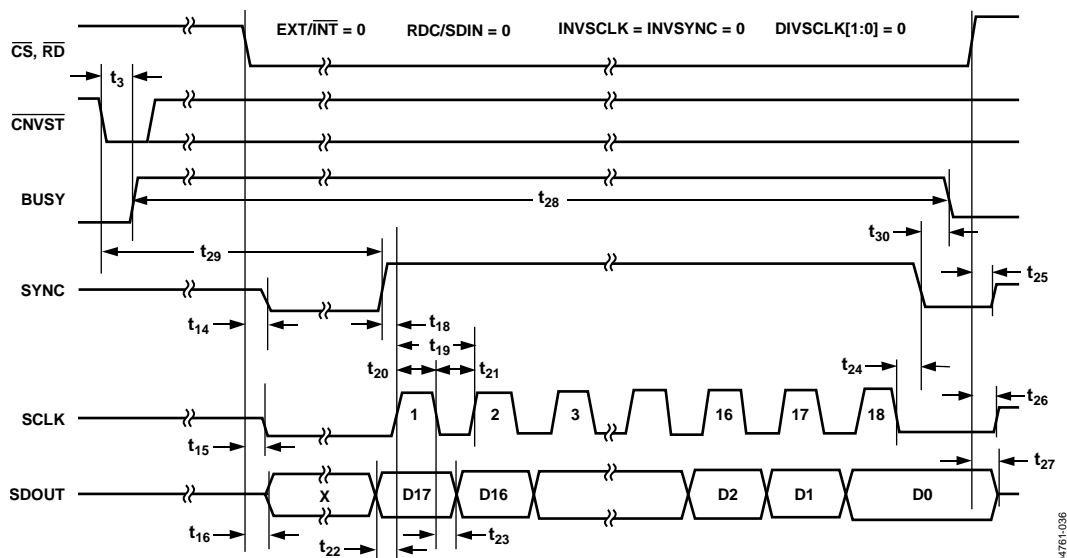 EXT/INT = 0 RDC/SDIN = 0 INVSCLK = INVSYNC = 0 DIVSCLK[1:0] = 0
CS, RD
t3
CNVST
BUSY
t28
t30
t29
t25
SYNC
t14
t18
t19
t20
t21
t24
t26
SCLK
1 2 3 16 17 18
t15
t27
SDOUT
X D17 D16 D2 D1 D0
t16
t22
t23
04761-036